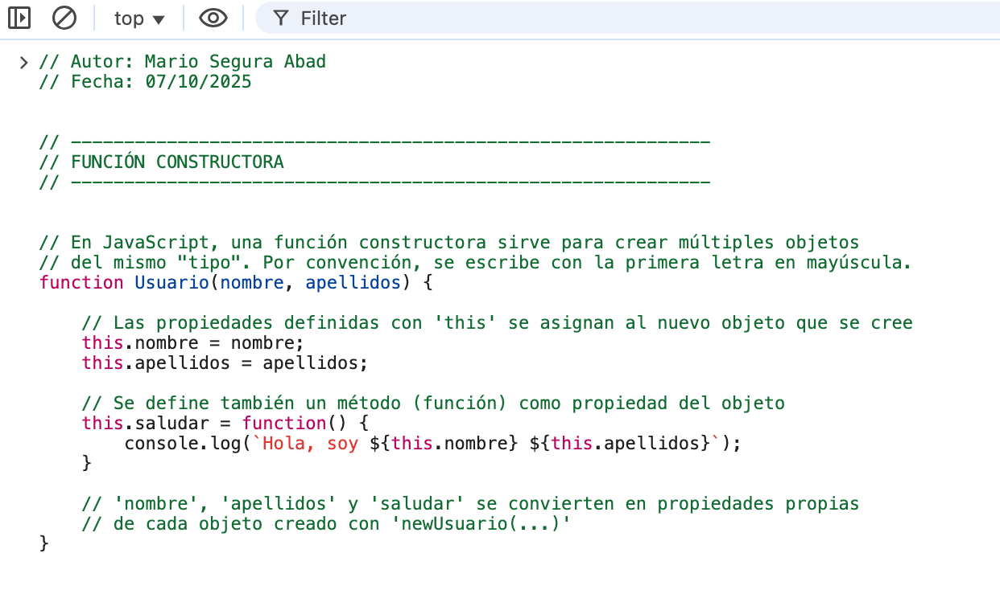 top ▼ Filter
> // Autor: Mario Segura Abad
// Fecha: 07/10/2025
// ------------------------------------------------------------
// FUNCIÓN CONSTRUCTORA
// ------------------------------------------------------------
// En JavaScript, una función constructora sirve para crear múltiples objetos
// del mismo "tipo". Por convención, se escribe con la primera letra en mayúscula.
function Usuario(nombre, apellidos) {
    // Las propiedades definidas con 'this' se asignan al nuevo objeto que se cree
    this.nombre = nombre;
    this.apellidos = apellidos;
    // Se define también un método (función) como propiedad del objeto
    this.saludar = function() {
        console.log(`Hola, soy ${this.nombre} ${this.apellidos}`);
    }
    // 'nombre', 'apellidos' y 'saludar' se convierten en propiedades propias
    // de cada objeto creado con 'newUsuario(...)'
}